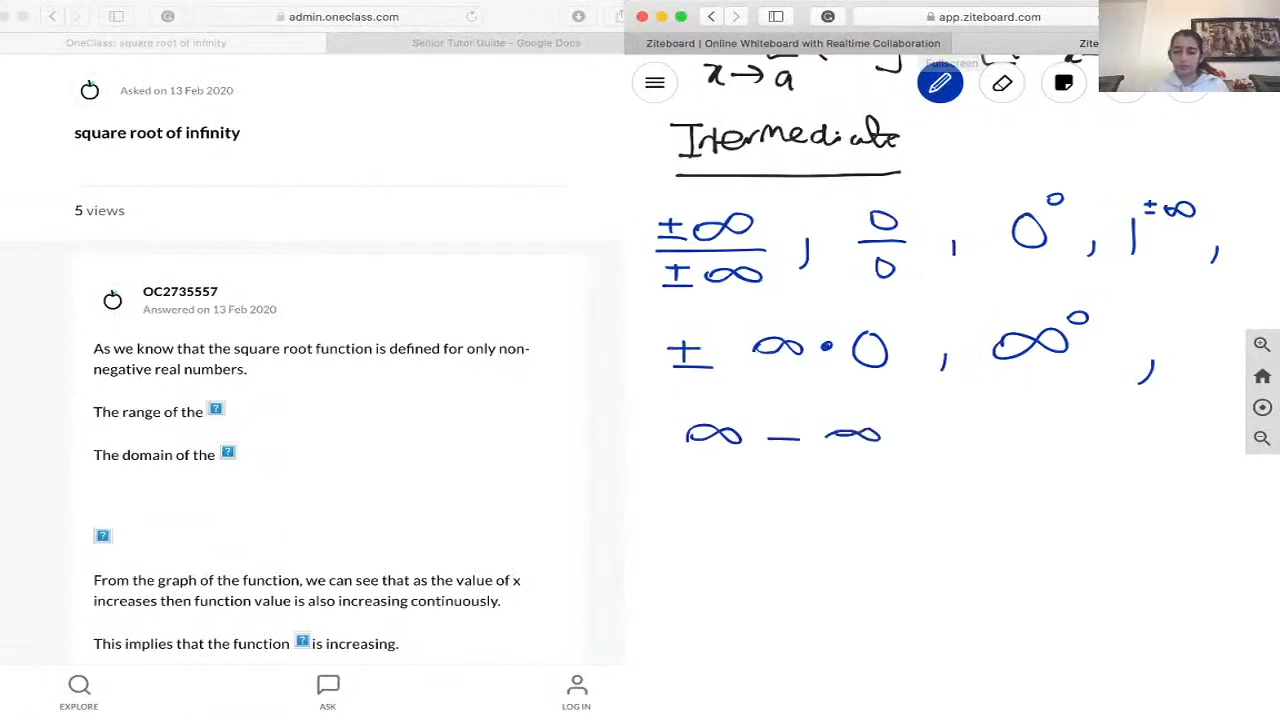 admin.oneclass.com
OneClass: square root of infinity
Senior Tutor Guide – Google Docs
Asked on 13 Feb 2020
square root of infinity
5 views
OC2735557
Answered on 13 Feb 2020
As we know that the square root function is defined for only non-
negative real numbers.
The range of the
The domain of the
From the graph of the function, we can see that as the value of x
increases then function value is also increasing continuously.
This implies that the function is increasing.
EXPLORE
ASK
LOG IN
app.ziteboard.com
Ziteboard | Online Whiteboard with Realtime Collaboration
Zite
Fullscreen
x → a
Intermediate
±∞/±∞ , 0/0 , 0⁰ , 1^±∞ ,
± ∞ • 0 , ∞⁰ ,
∞ – ∞